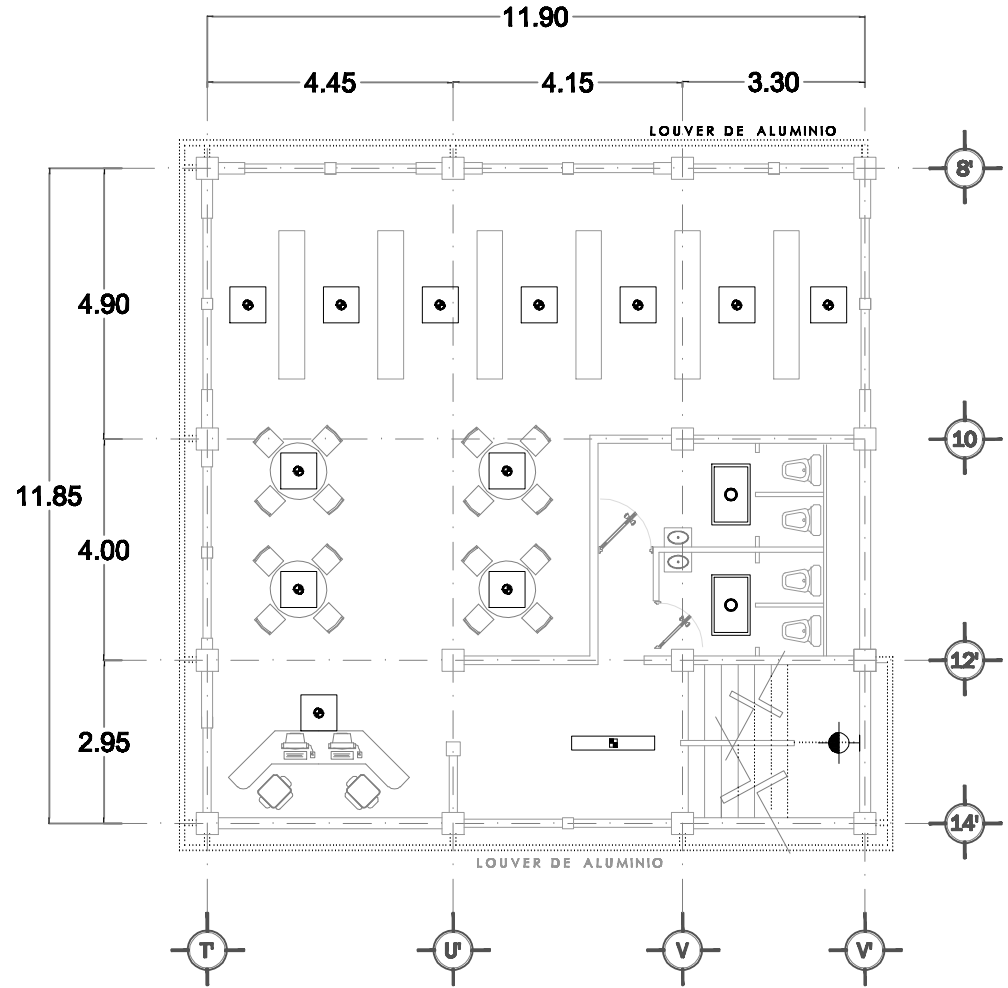 11.90
4.45 4.15 3.30
LOUVER DE ALUMINIO
8'
4.90
10
11.85
4.00
12'
2.95
14'
LOUVER DE ALUMINIO
T' U' V V'